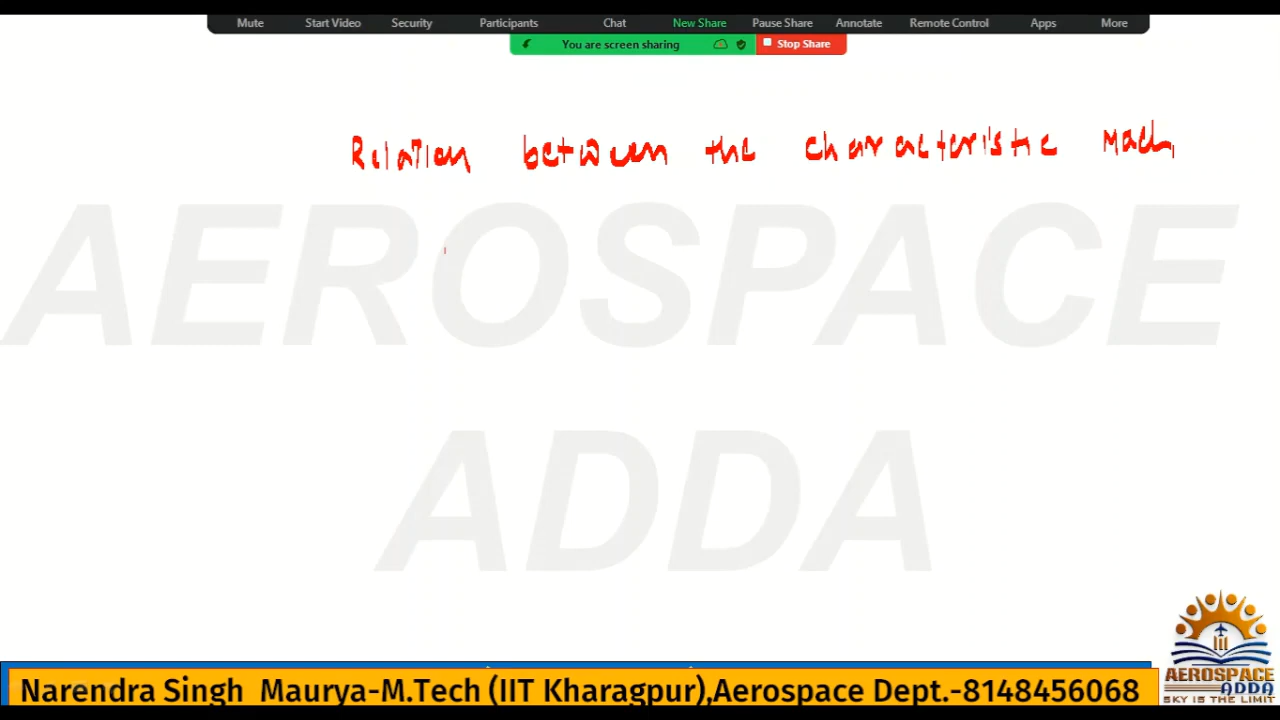 Mute Start Video Security Participants Chat New Share Pause Share Annotate Remote Control Apps More
You are screen sharing Stop Share
Relation between the characteristic Mach
AEROSPACE
ADDA
Narendra Singh Maurya-M.Tech (IIT Kharagpur),Aerospace Dept.-8148456068
AEROSPACE
ADDA
SKY IS THE LIMIT